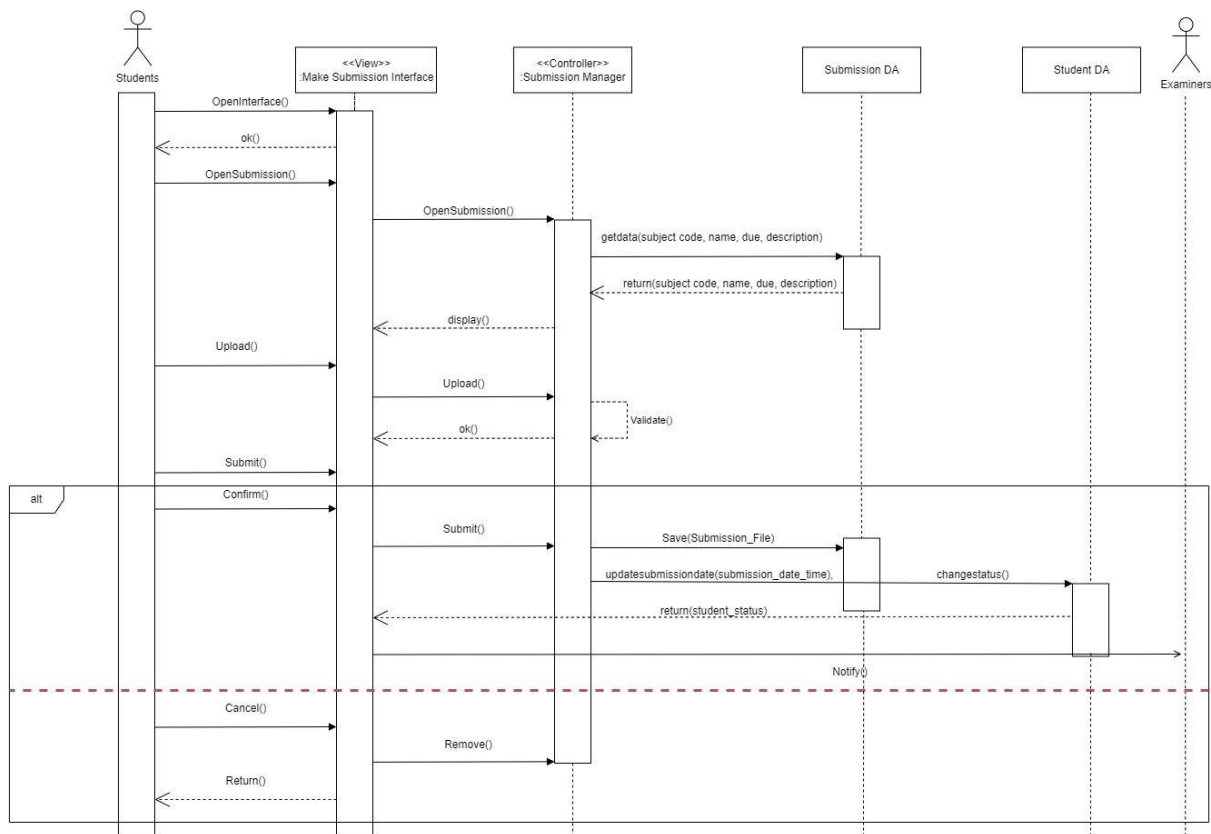 <<View>>
:Make Submission Interface
<<Controller>>
:Submission Manager
Submission DA
Student DA
Students
Examiners
OpenInterface()
ok()
OpenSubmission()
OpenSubmission()
getdata(subject code, name, due, description)
return(subject code, name, due, description)
display()
Upload()
Upload()
Validate()
ok()
Submit()
alt
Confirm()
Submit()
Save(Submission_File)
updatesubmissiondate(submission_date_time),
changestatus()
return(student_status)
Notify()
Cancel()
Remove()
Return()